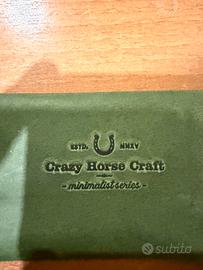 ESTD. MMXV
Crazy Horse Craft
-minimalist series-
subito